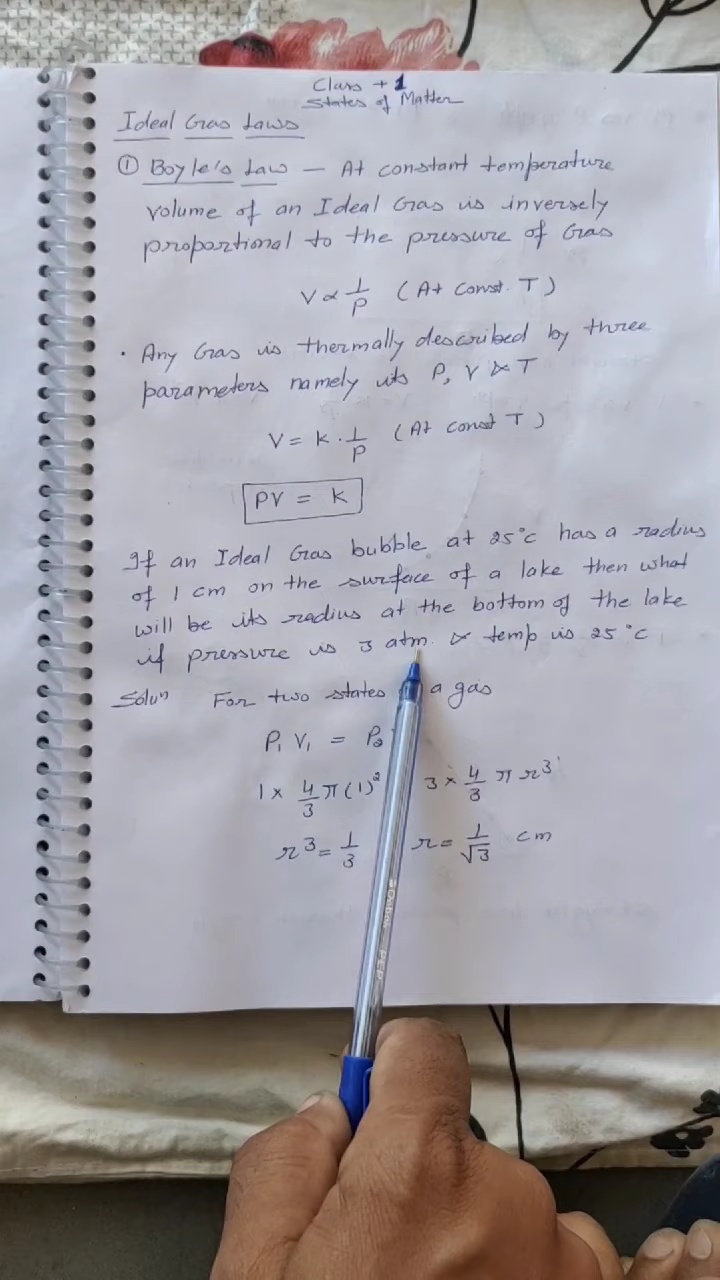 Class +1
States of Matter
Ideal Gas Laws
① Boyle's Law — At constant temperature
volume of an Ideal Gas is inversely
proportional to the pressure of Gas
V ∝ 1/P (At Const. T)
• Any Gas is thermally described by three
parameters namely its P, V & T
V = K · 1/P (At const T)
PV = K
If an Ideal Gas bubble at 25°C has a radius
of 1 cm on the surface of a lake then what
will be its radius at the bottom of the lake
if pressure is 3 atm. & temp is 25°C
Solun For two states a gas
P₁ V₁ = P₂
1 × 4/3 π (1)² 3 × 4/3 π r³
r³ = 1/3 r = 1/√3 cm